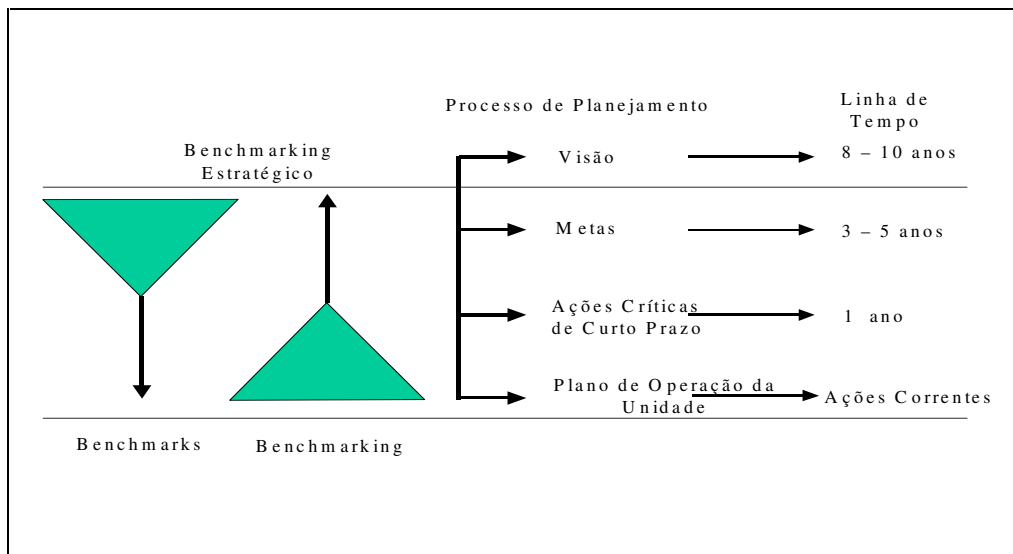 Processo de Planejamento
Linha de
Tempo
Benchmarking
Estratégico
Visão
8 – 10 anos
Metas
3 – 5 anos
Ações Críticas
de Curto Prazo
1 ano
Plano de Operação da
Unidade
Ações Correntes
Benchmarks
Benchmarking